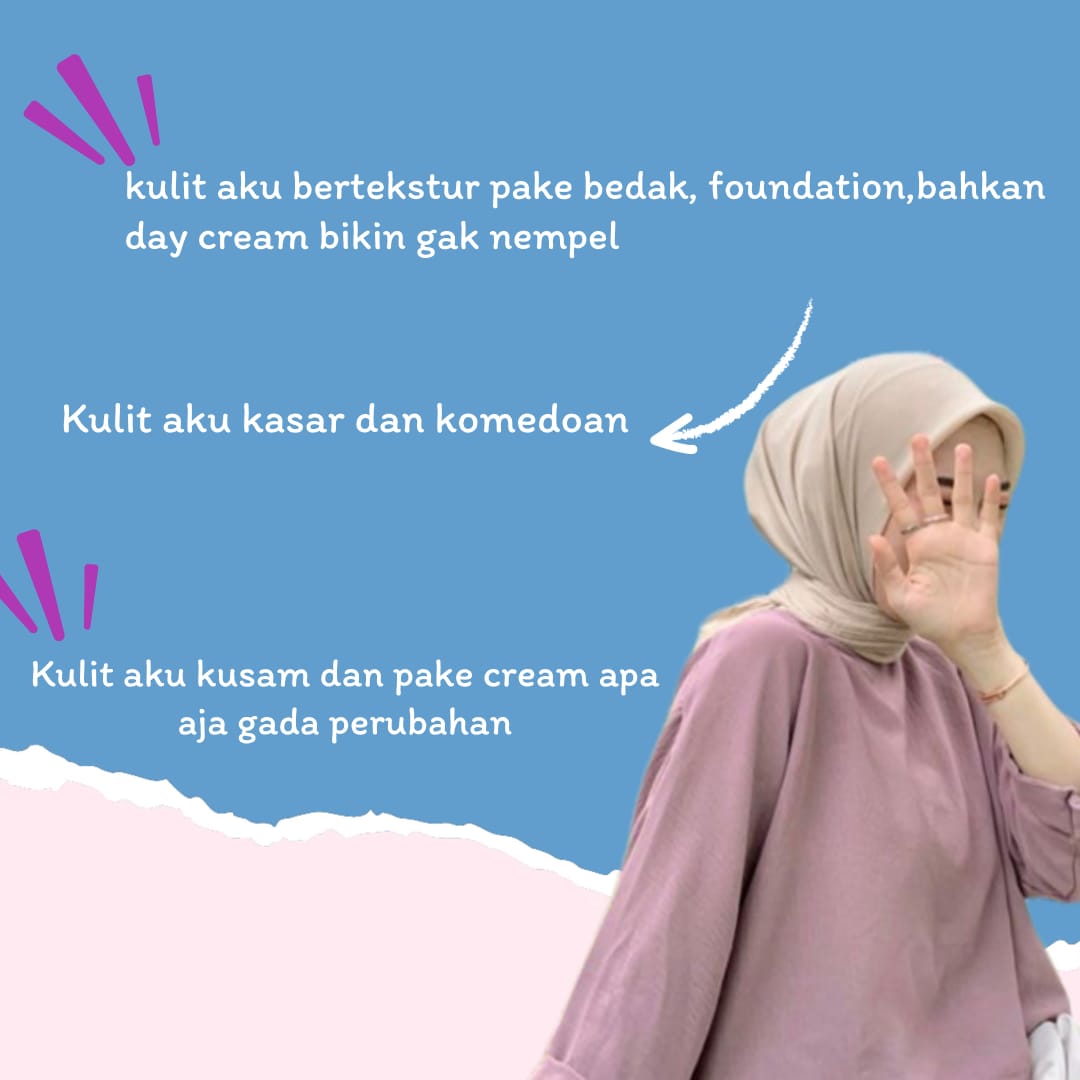 kulit aku bertekstur pake bedak, foundation,bahkan
day cream bikin gak nempel
Kulit aku kasar dan komedoan
Kulit aku kusam dan pake cream apa
aja gada perubahan